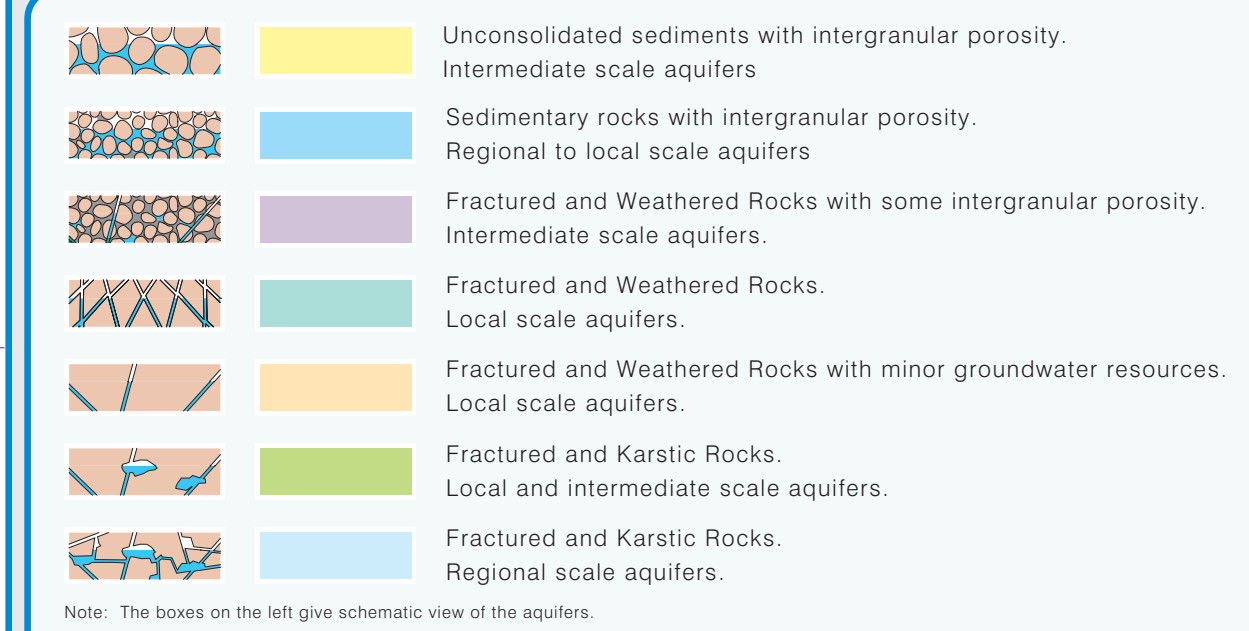 Unconsolidated sediments with intergranular porosity.
Intermediate scale aquifers
Sedimentary rocks with intergranular porosity.
Regional to local scale aquifers
Fractured and Weathered Rocks with some intergranular porosity.
Intermediate scale aquifers.
Fractured and Weathered Rocks.
Local scale aquifers.
Fractured and Weathered Rocks with minor groundwater resources.
Local scale aquifers.
Fractured and Karstic Rocks.
Local and intermediate scale aquifers.
Fractured and Karstic Rocks.
Regional scale aquifers.
Note: The boxes on the left give schematic view of the aquifers.